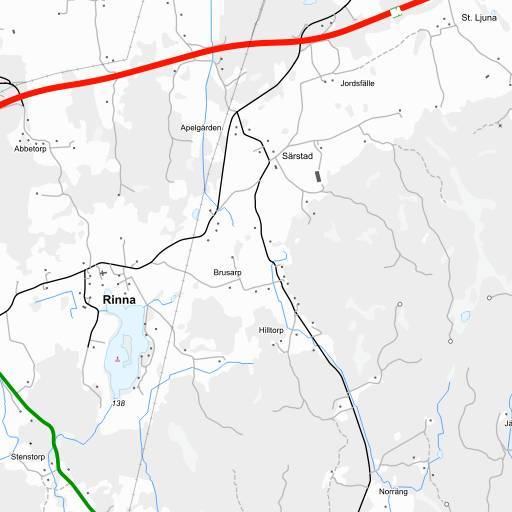 St. Ljuna
Jordsfälle
Apelgården
Abbetorp
Särstad
Brusarp
Rinna
Hilltorp
138
Stenstorp
Norräng